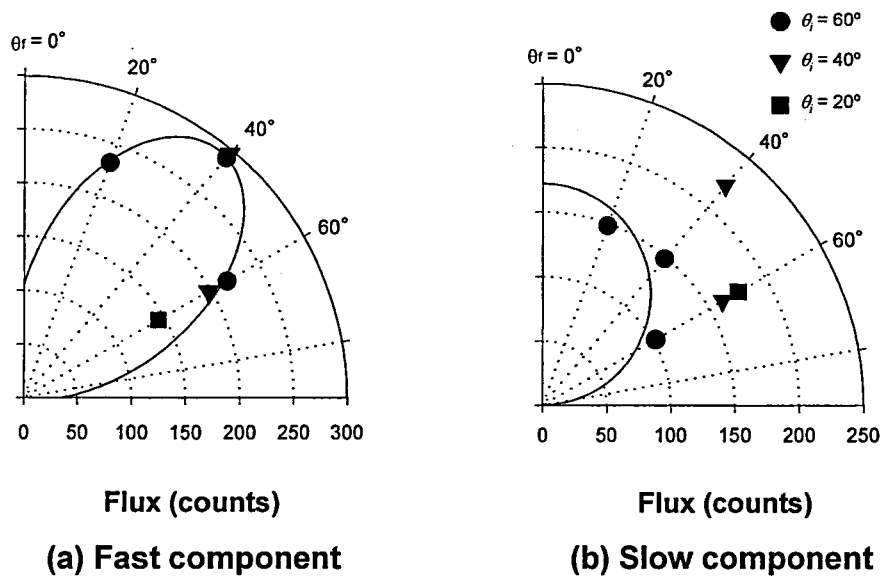 θf = 0°
20°
40°
60°
0 50 100 150 200 250 300
Flux (counts)
(a) Fast component
θi = 60°
θi = 40°
θi = 20°
θf = 0°
20°
40°
60°
0 50 100 150 200 250
Flux (counts)
(b) Slow component